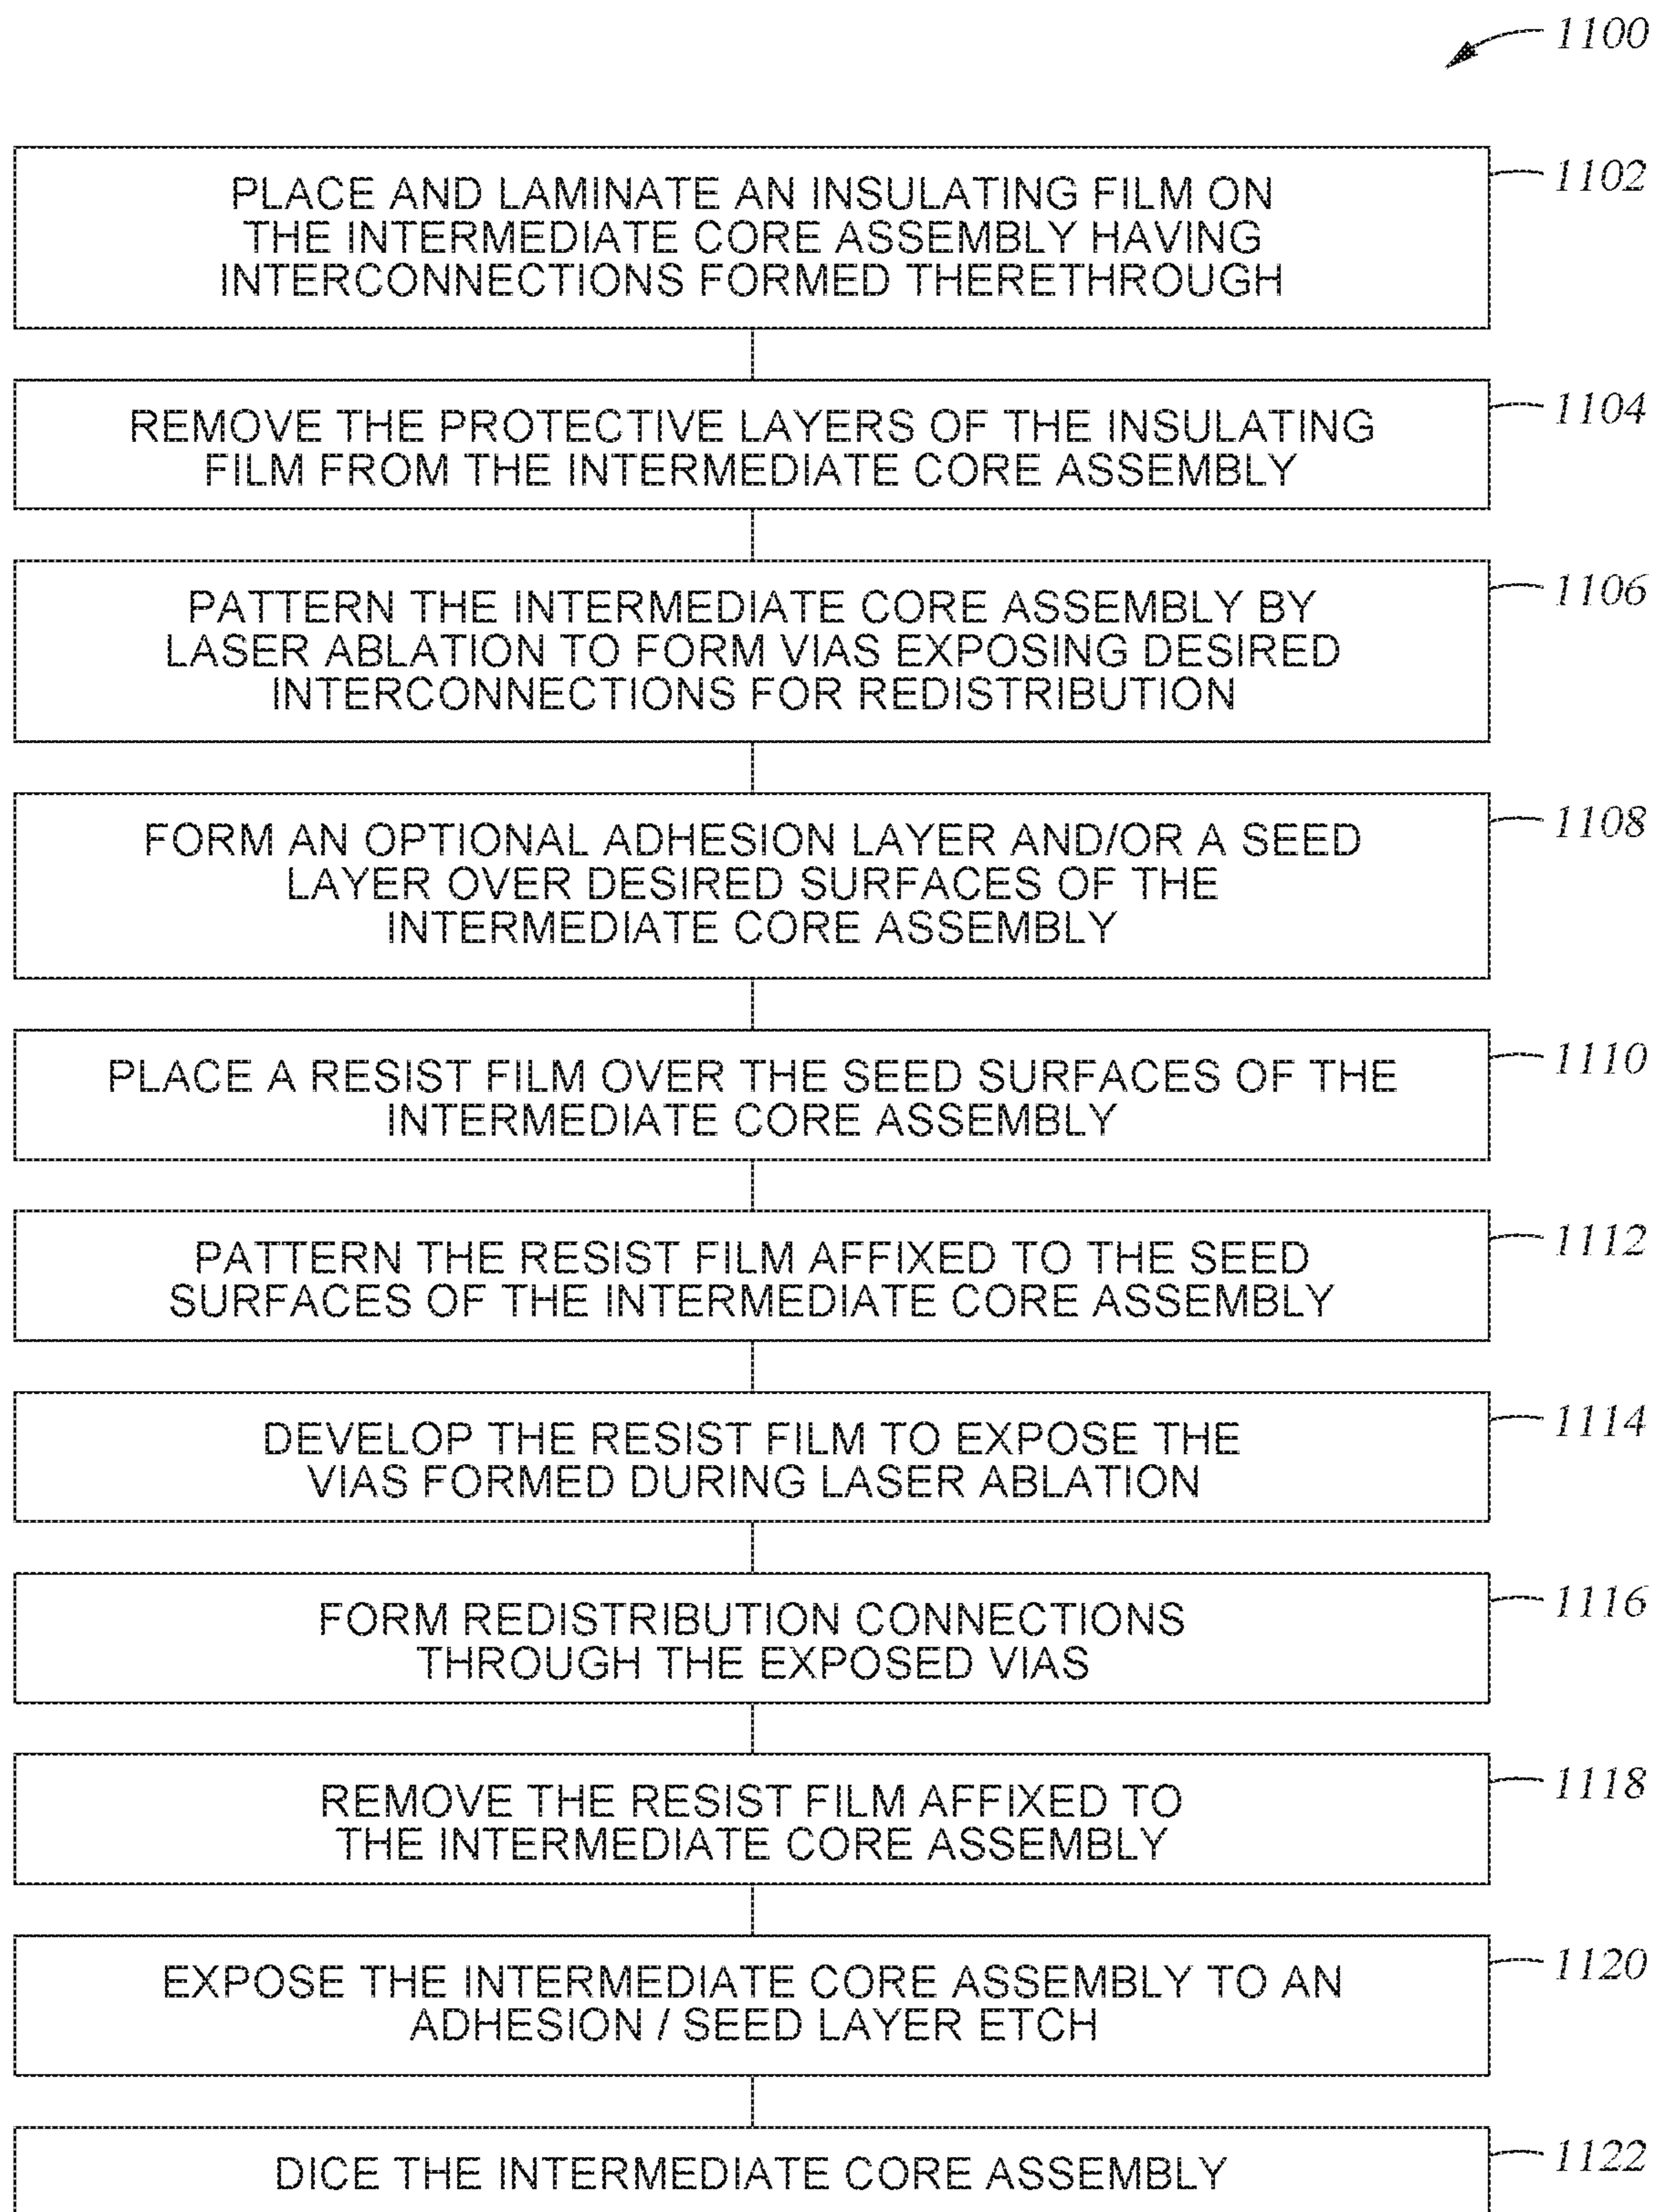 1100
PLACE AND LAMINATE AN INSULATING FILM ON
THE INTERMEDIATE CORE ASSEMBLY HAVING
INTERCONNECTIONS FORMED THERETHROUGH
1102
REMOVE THE PROTECTIVE LAYERS OF THE INSULATING
FILM FROM THE INTERMEDIATE CORE ASSEMBLY
1104
PATTERN THE INTERMEDIATE CORE ASSEMBLY BY
LASER ABLATION TO FORM VIAS EXPOSING DESIRED
INTERCONNECTIONS FOR REDISTRIBUTION
1106
FORM AN OPTIONAL ADHESION LAYER AND/OR A SEED
LAYER OVER DESIRED SURFACES OF THE
INTERMEDIATE CORE ASSEMBLY
1108
PLACE A RESIST FILM OVER THE SEED SURFACES OF THE
INTERMEDIATE CORE ASSEMBLY
1110
PATTERN THE RESIST FILM AFFIXED TO THE SEED
SURFACES OF THE INTERMEDIATE CORE ASSEMBLY
1112
DEVELOP THE RESIST FILM TO EXPOSE THE
VIAS FORMED DURING LASER ABLATION
1114
FORM REDISTRIBUTION CONNECTIONS
THROUGH THE EXPOSED VIAS
1116
REMOVE THE RESIST FILM AFFIXED TO
THE INTERMEDIATE CORE ASSEMBLY
1118
EXPOSE THE INTERMEDIATE CORE ASSEMBLY TO AN
ADHESION / SEED LAYER ETCH
1120
DICE THE INTERMEDIATE CORE ASSEMBLY
1122